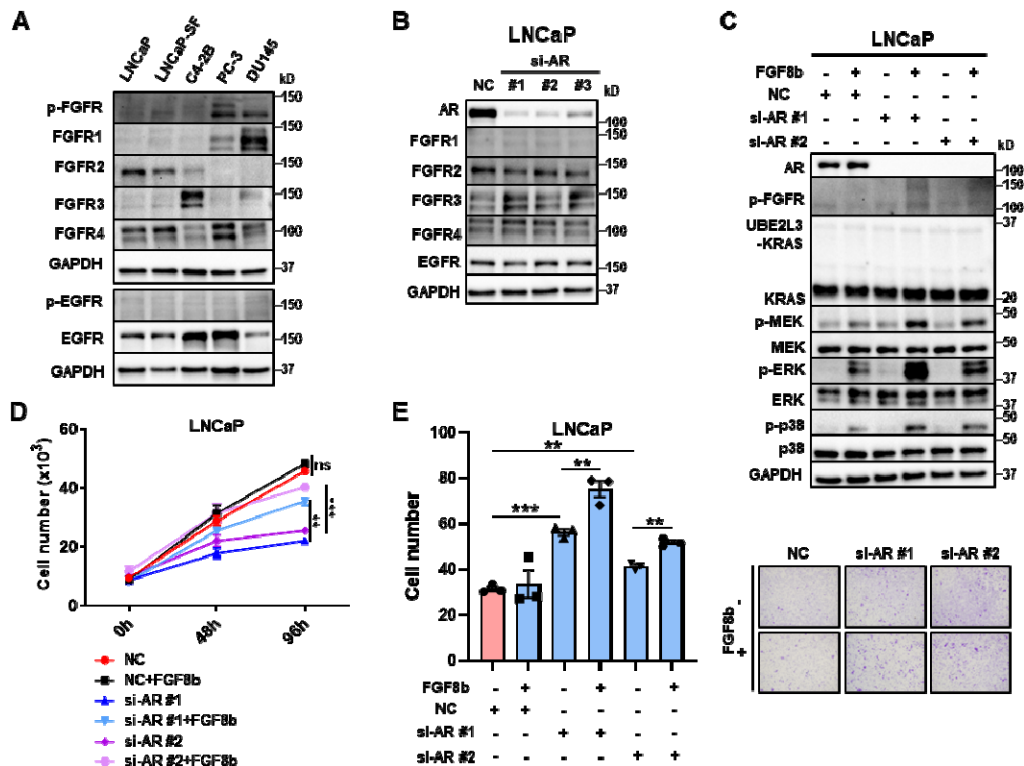 A
LNCaP
LNCaP-SF
C4-2B
PC-3
DU145
kD
p-FGFR
150
FGFR1
150
FGFR2
150
FGFR3
150
FGFR4
100
GAPDH
37
p-EGFR
150
EGFR
150
GAPDH
37
B
LNCaP
si-AR
NC #1 #2 #3 kD
AR
100
FGFR1
150
FGFR2
150
FGFR3
150
FGFR4
100
EGFR
150
GAPDH
37
C
LNCaP
FGF8b - + - + - +
NC + + - - - -
si-AR #1 - - + + - -
si-AR #2 - - - - + +
kD
AR
100
p-FGFR
150
100
UBE2L3
-KRAS
KRAS
20
p-MEK
50
MEK
50
p-ERK
37
ERK
37
p-p38
50
p38
37
GAPDH
37
D
LNCaP
Cell number (x10³)
60
40
20
0
0h
48h
96h
ns
**
***
NC
NC+FGF8b
si-AR #1
si-AR #1+FGF8b
si-AR #2
si-AR #2+FGF8b
E
LNCaP
Cell number
100
80
60
40
20
0
**
**
***
**
FGF8b - + - + - +
NC + + - - - -
si-AR #1 - - + + - -
si-AR #2 - - - - + +
NC si-AR #1 si-AR #2
FGF8b
-
+